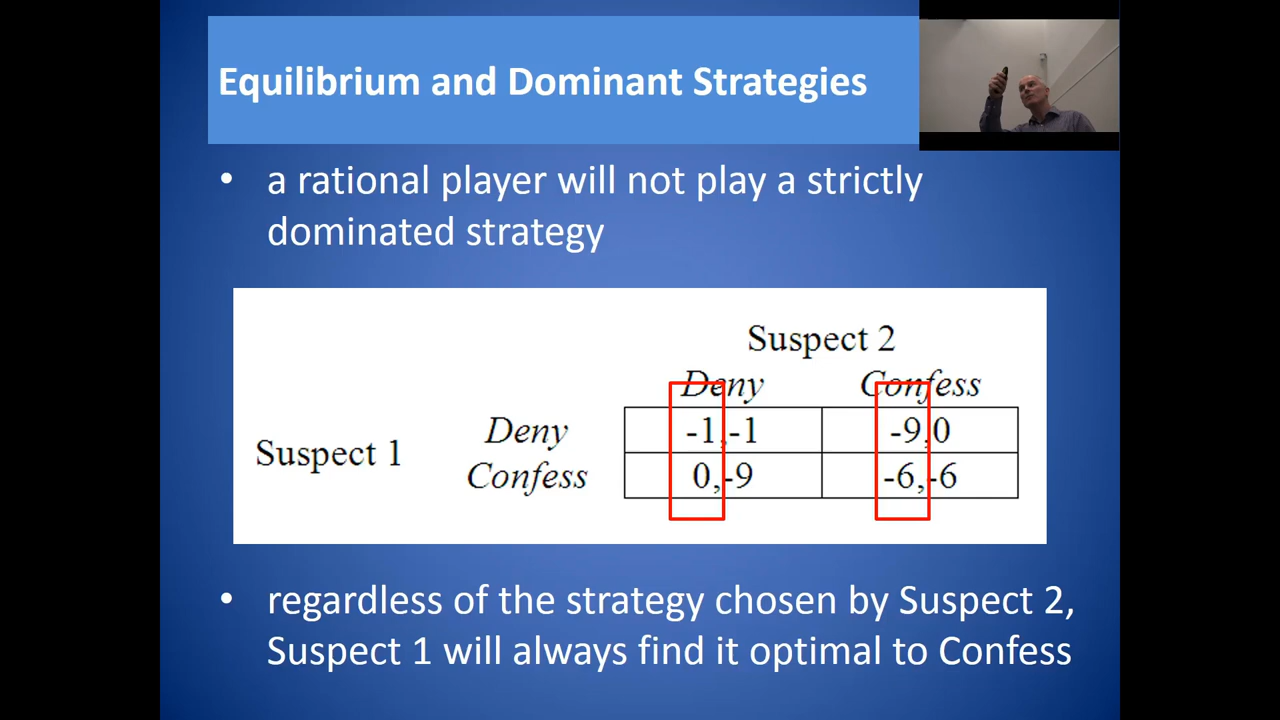 Equilibrium and Dominant Strategies
• a rational player will not play a strictly
dominated strategy
Suspect 2
Deny Confess
Deny -1,-1 -9,0
Suspect 1
Confess 0,-9 -6,-6
• regardless of the strategy chosen by Suspect 2,
Suspect 1 will always find it optimal to Confess